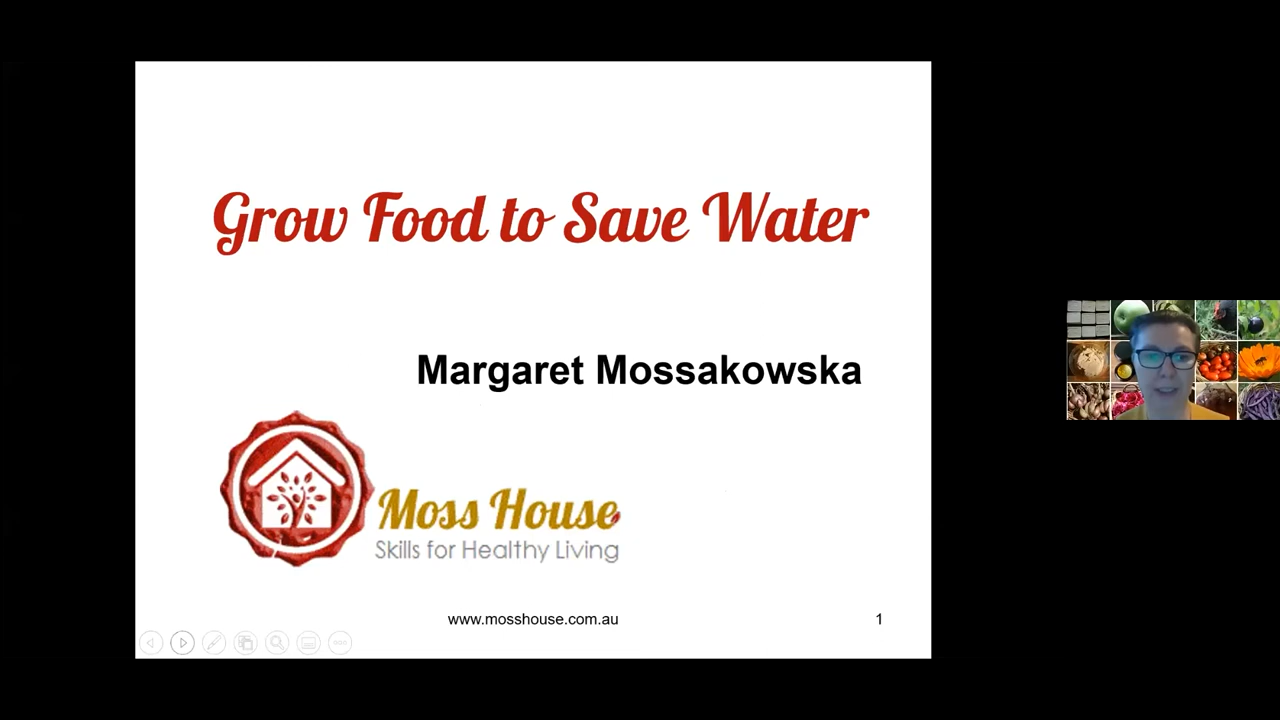 Grow Food to Save Water
Margaret Mossakowska
Moss House
Skills for Healthy Living
www.mosshouse.com.au
1